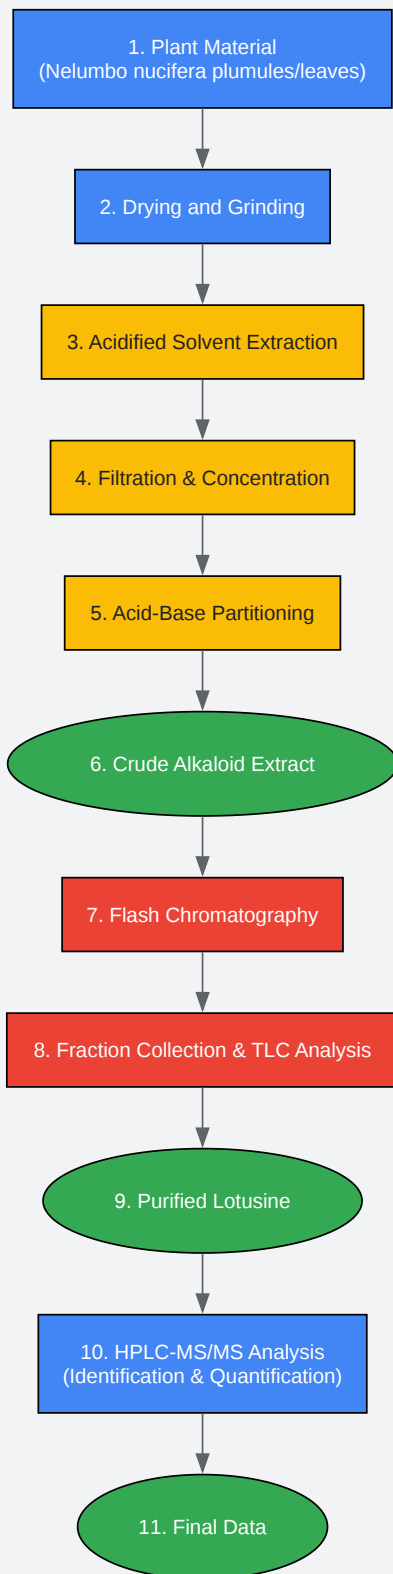 1. Plant Material
(Nelumbo nucifera plumules/leaves)
2. Drying and Grinding
3. Acidified Solvent Extraction
4. Filtration & Concentration
5. Acid-Base Partitioning
6. Crude Alkaloid Extract
7. Flash Chromatography
8. Fraction Collection & TLC Analysis
9. Purified Lotusine
10. HPLC-MS/MS Analysis
(Identification & Quantification)
11. Final Data